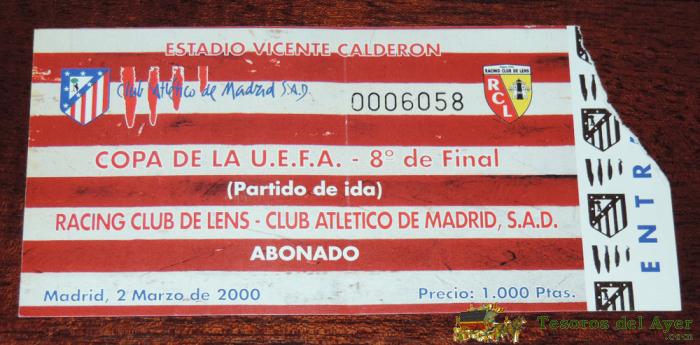 ESTADIO VICENTE CALDERON
Club Atlético de Madrid S.A.D.
0006058
RACING CLUB DE LENS
RCL
COPA DE LA U.E.F.A. - 8º de Final
(Partido de ida)
RACING CLUB DE LENS - CLUB ATLETICO DE MADRID, S.A.D.
ABONADO
Madrid, 2 Marzo de 2000
Precio: 1.000 Ptas.
ENTR
Tesoros del Ayer
.com